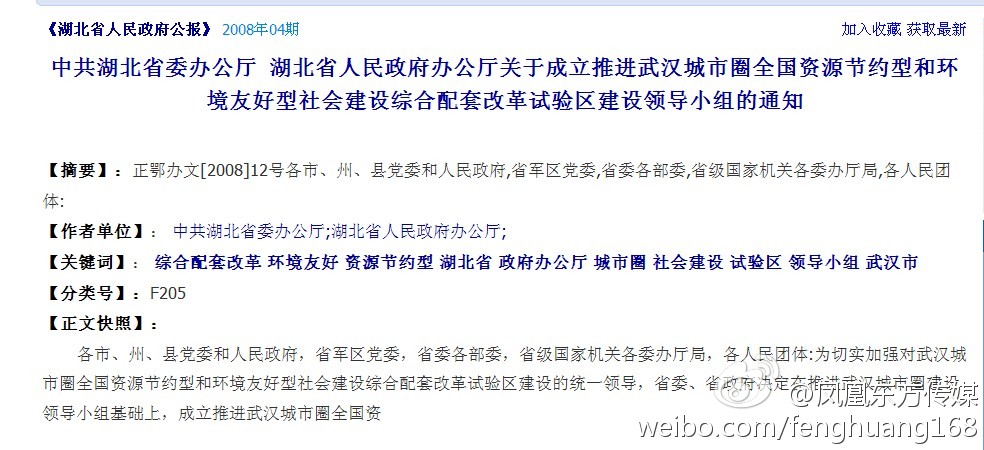 《湖北省人民政府公报》 2008年04期 加入收藏 获取最新
中共湖北省委办公厅 湖北省人民政府办公厅关于成立推进武汉城市圈全国资源节约型和环
境友好型社会建设综合配套改革试验区建设领导小组的通知
【摘要】：正鄂办文[2008]12号各市、州、县党委和人民政府,省军区党委,省委各部委,省级国家机关各委办厅局,各人民团
体:
【作者单位】： 中共湖北省委办公厅;湖北省人民政府办公厅;
【关键词】： 综合配套改革 环境友好 资源节约型 湖北省 政府办公厅 城市圈 社会建设 试验区 领导小组 武汉市
【分类号】：F205
【正文快照】：
各市、州、县党委和人民政府，省军区党委，省委各部委，省级国家机关各委办厅局，各人民团体:为切实加强对武汉城
市圈全国资源节约型和环境友好型社会建设综合配套改革试验区建设的统一领导，省委、省政府决定在推进武汉城市圈建设
领导小组基础上，成立推进武汉城市圈全国资
@凤凰东方传媒
weibo.com/fenghuang168